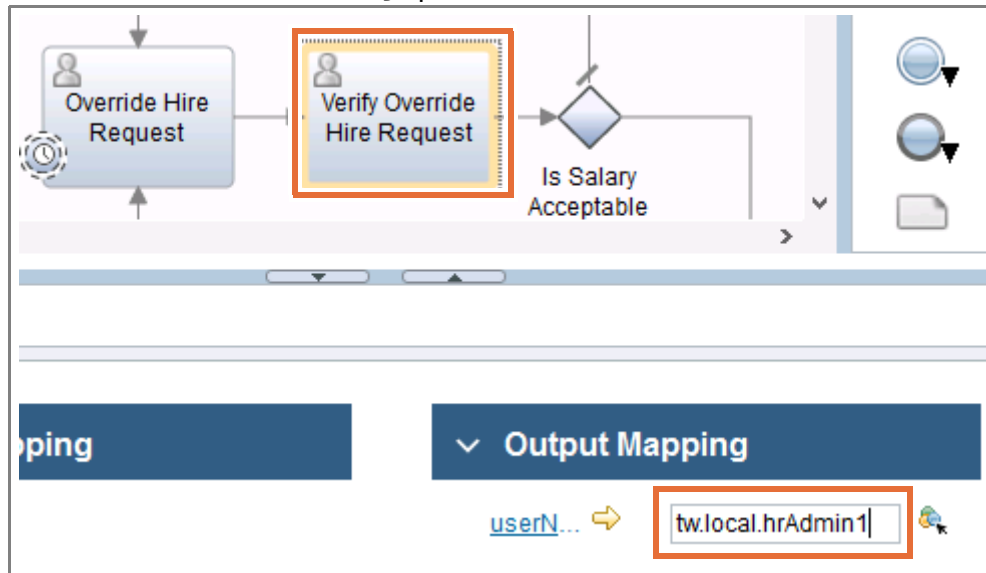 Override Hire
Request
Verify Override
Hire Request
Is Salary
Acceptable
pping
Output Mapping
userN...
tw.local.hrAdmin1